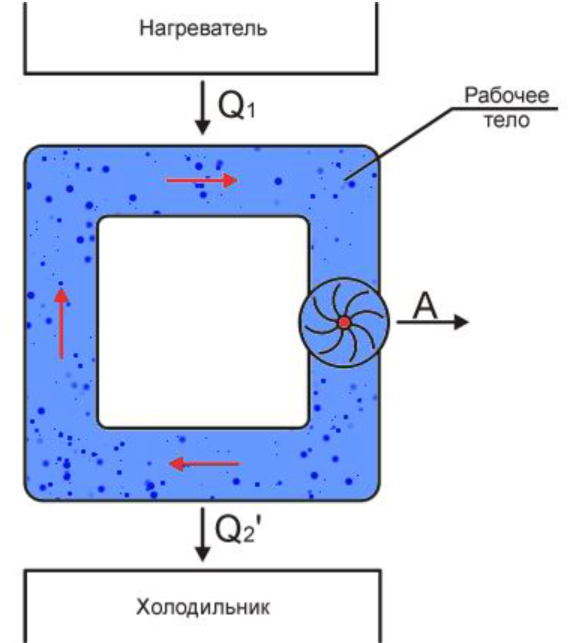 Нагреватель
Q1
Рабочее
тело
A
Q2'
Холодильник